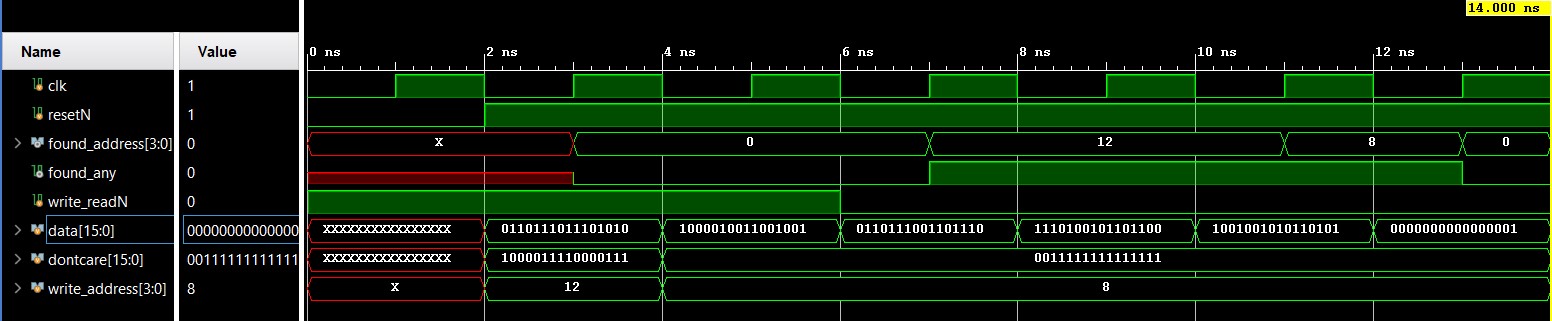 14.000 ns
Name Value 0 ns 2 ns 4 ns 6 ns 8 ns 10 ns 12 ns
clk 1
resetN 1
found_address[3:0] 0 X 0 12 8 0
found_any 0
write_readN 0
data[15:0] 00000000000000 XXXXXXXXXXXXXXXX 0110111011101010 1000010011001001 0110111001101110 1110100101101100 1001001010110101 0000000000000001
dontcare[15:0] 00111111111111 XXXXXXXXXXXXXXXX 1000011110000111 0011111111111111
write_address[3:0] 8 X 12 8